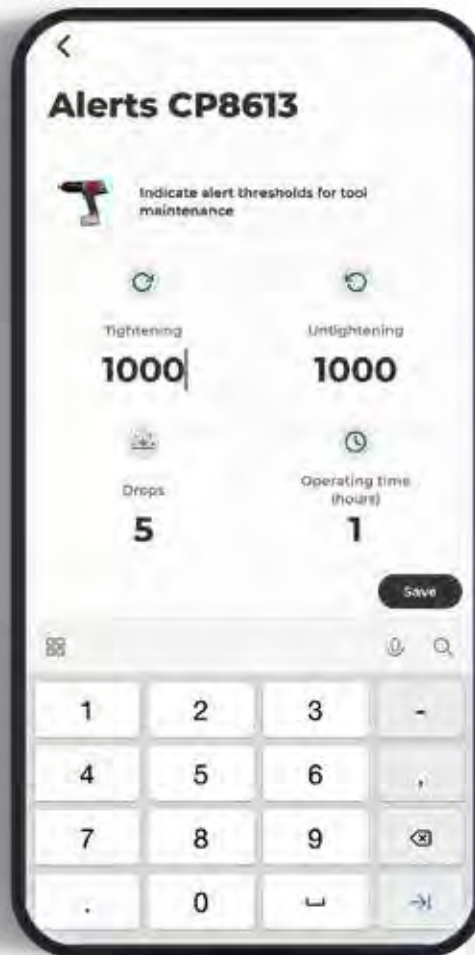 Alerts CP8613
Indicate alert thresholds for tool
maintenance
Tightening
Untightening
1000
1000
Drops
Operating time
(hours)
5
1
Save
1 2 3 -
4 5 6 ,
7 8 9
. 0